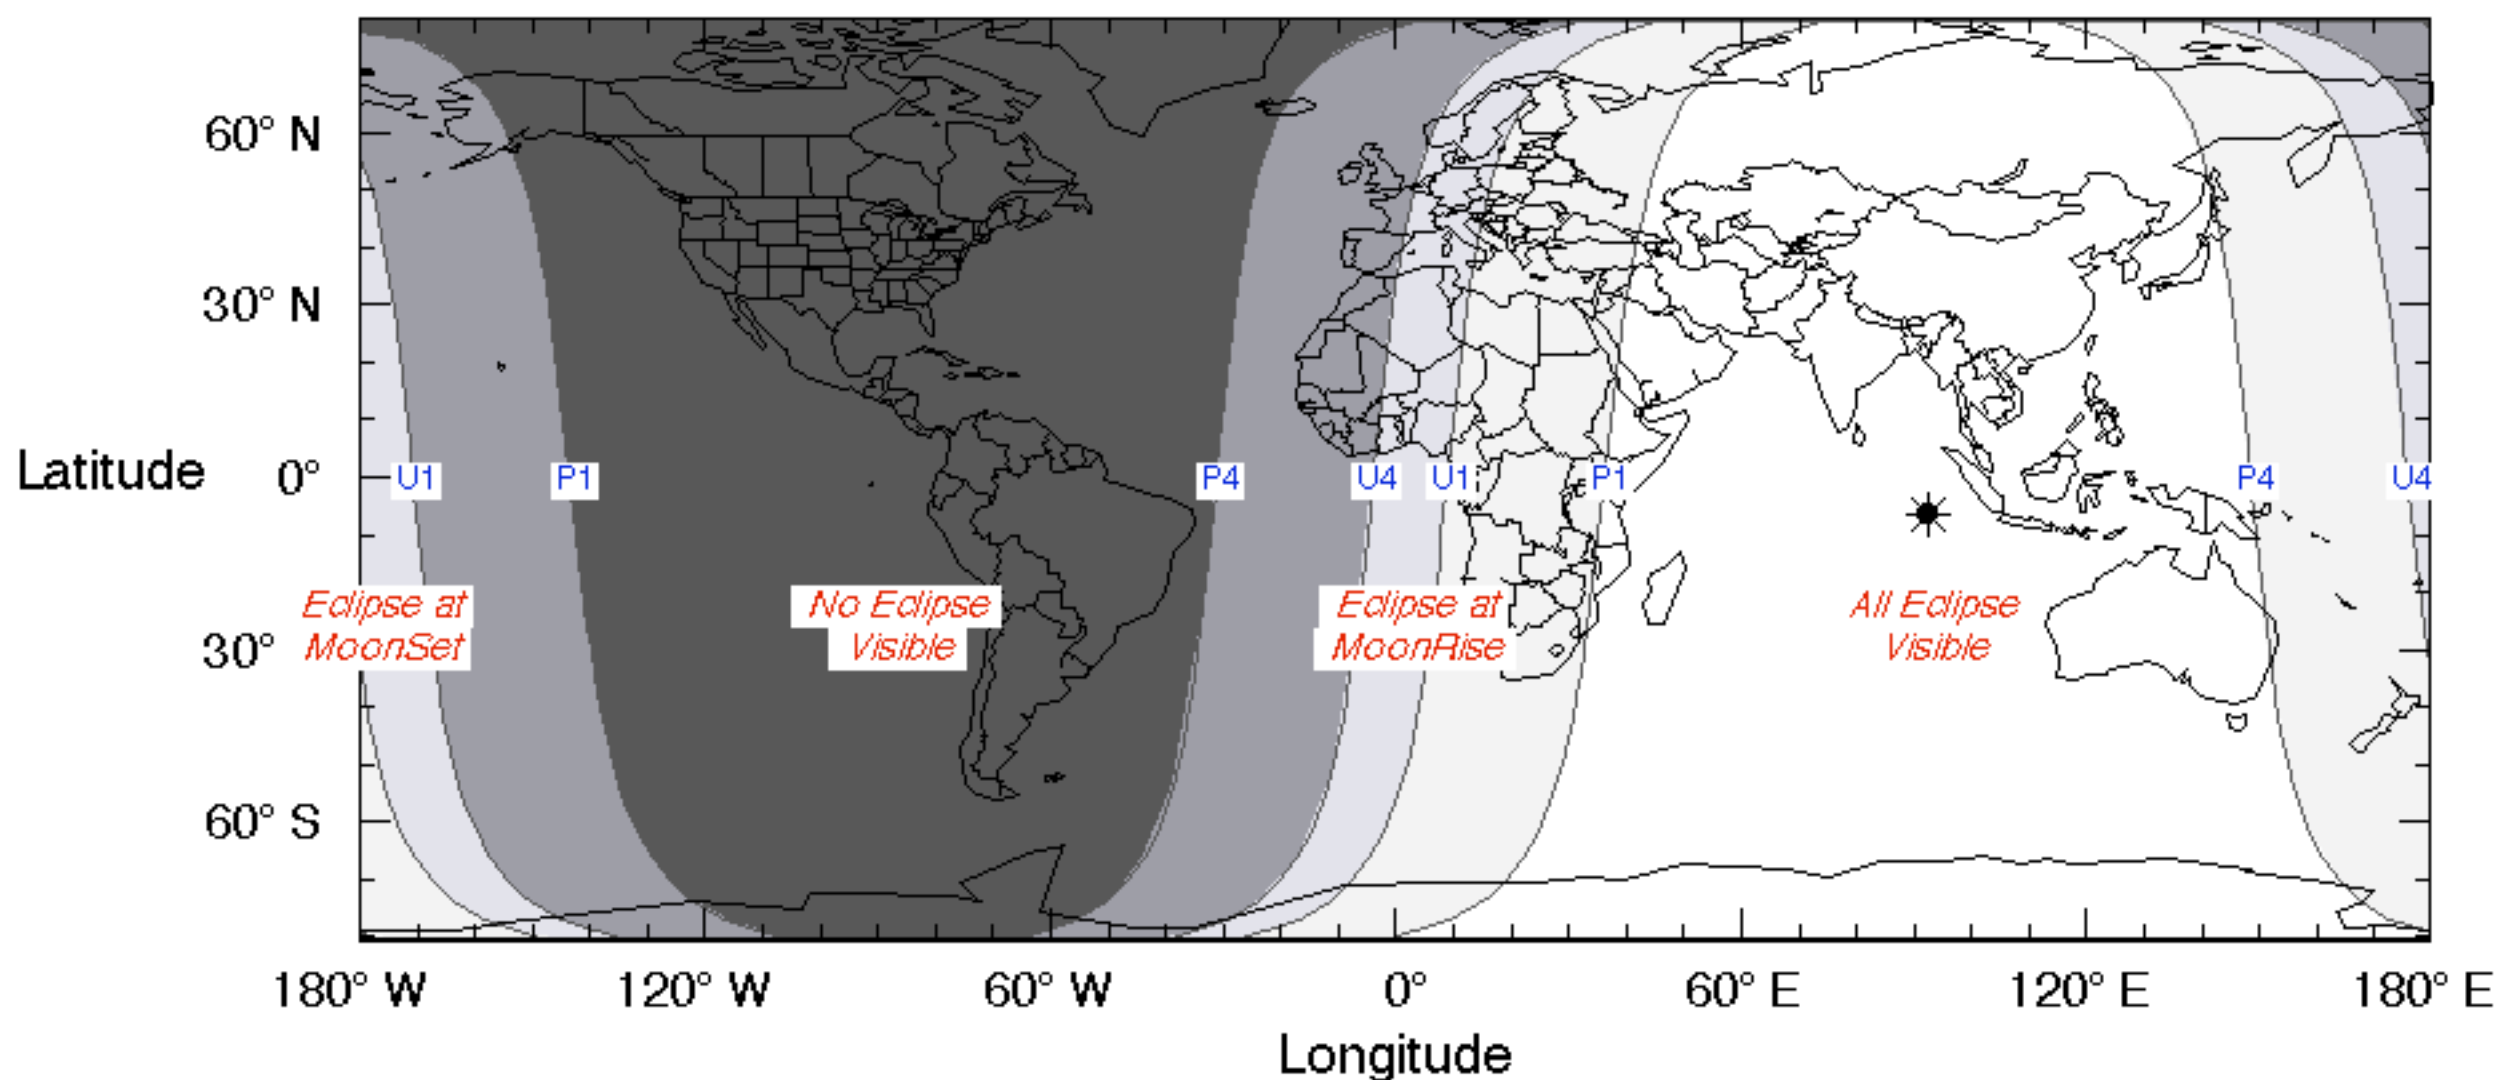 60° N
30° N
Latitude
0°
30°
60° S
U1
P1
P4
U4
U1
P1
P4
U4
Eclipse at
MoonSet
No Eclipse
Visible
Eclipse at
MoonRise
All Eclipse
Visible
180° W
120° W
60° W
0°
60° E
120° E
180° E
Longitude